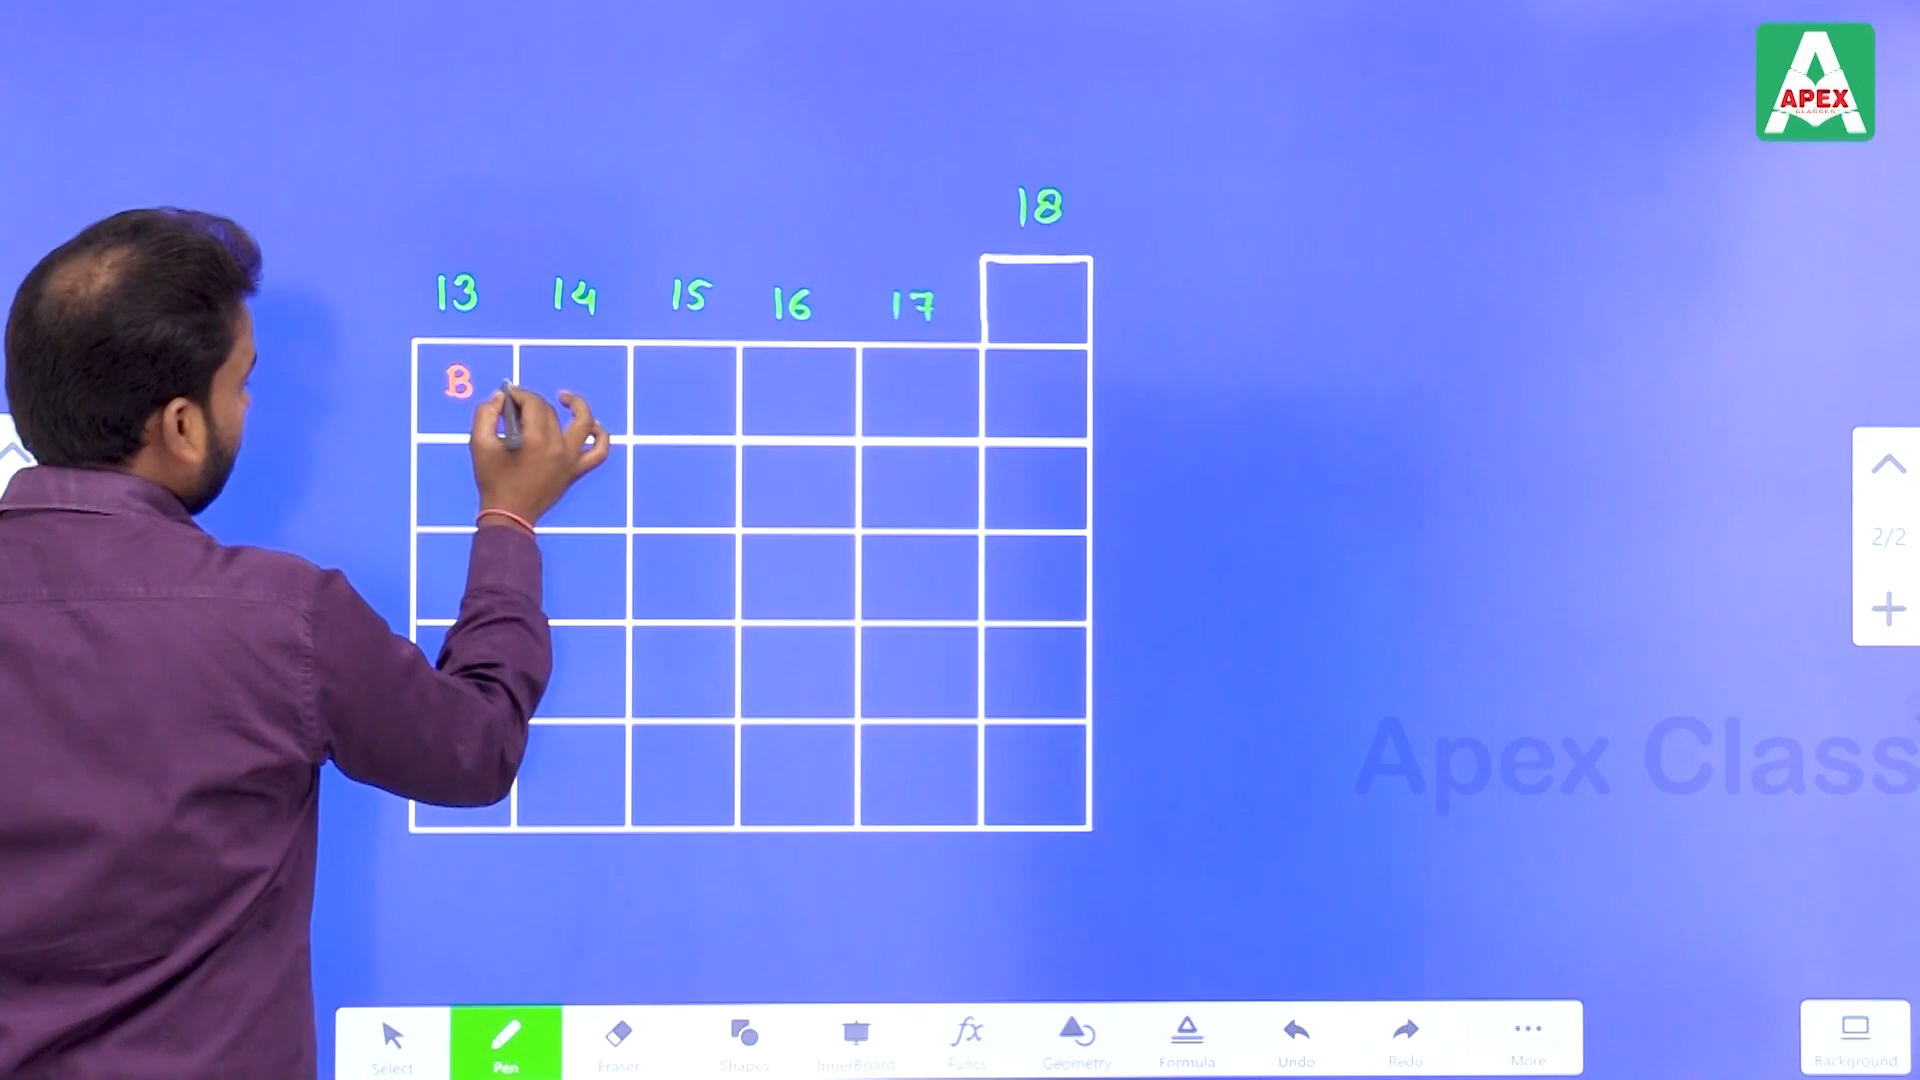 APEX
CLASSES
18
13 14 15 16 17
B
2/2
Apex Class
Select Pen Eraser Shapes InnerBoard Funcs Geometry Formula Undo Redo More Background